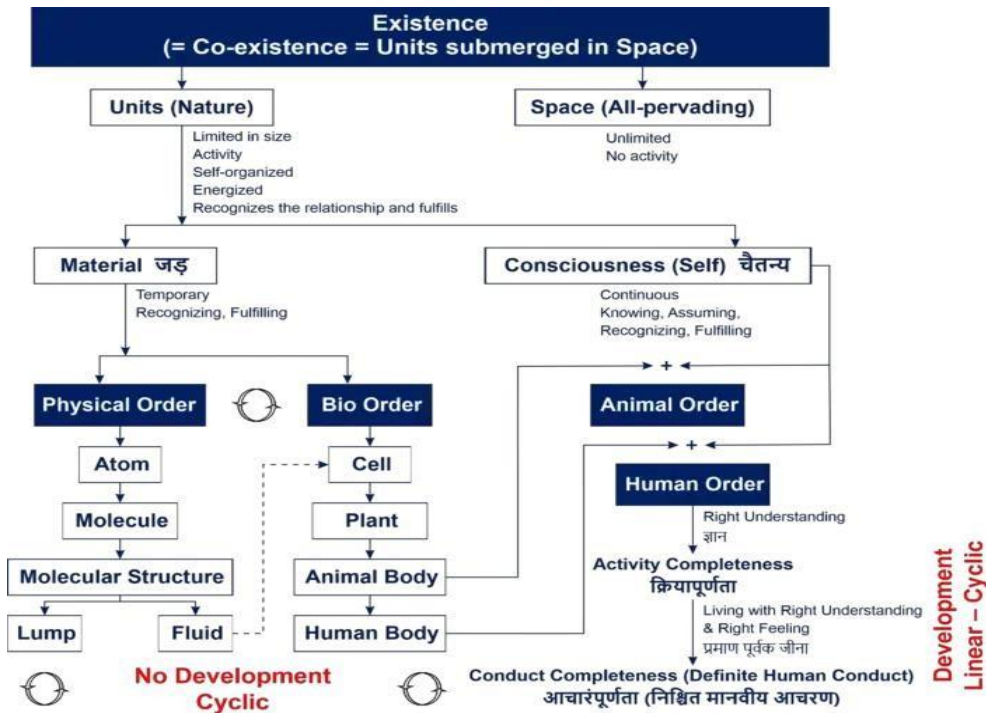 Existence
(= Co-existence = Units submerged in Space)
Units (Nature)
Space (All-pervading)
Limited in size
Activity
Self-organized
Energized
Recognizes the relationship and fulfills
Unlimited
No activity
Material जड़
Consciousness (Self) चैतन्य
Temporary
Recognizing, Fulfilling
Continuous
Knowing, Assuming,
Recognizing, Fulfilling
+
Physical Order
Bio Order
Animal Order
+
Atom
Cell
Human Order
Molecule
Plant
Right Understanding
ज्ञान
Molecular Structure
Animal Body
Activity Completeness
क्रियापूर्णता
Lump
Fluid
Human Body
Living with Right Understanding
& Right Feeling
प्रमाण पूर्वक जीना
No Development
Cyclic
Conduct Completeness (Definite Human Conduct)
आचारंपूर्णता (निश्चित मानवीय आचरण)
Development
Linear – Cyclic